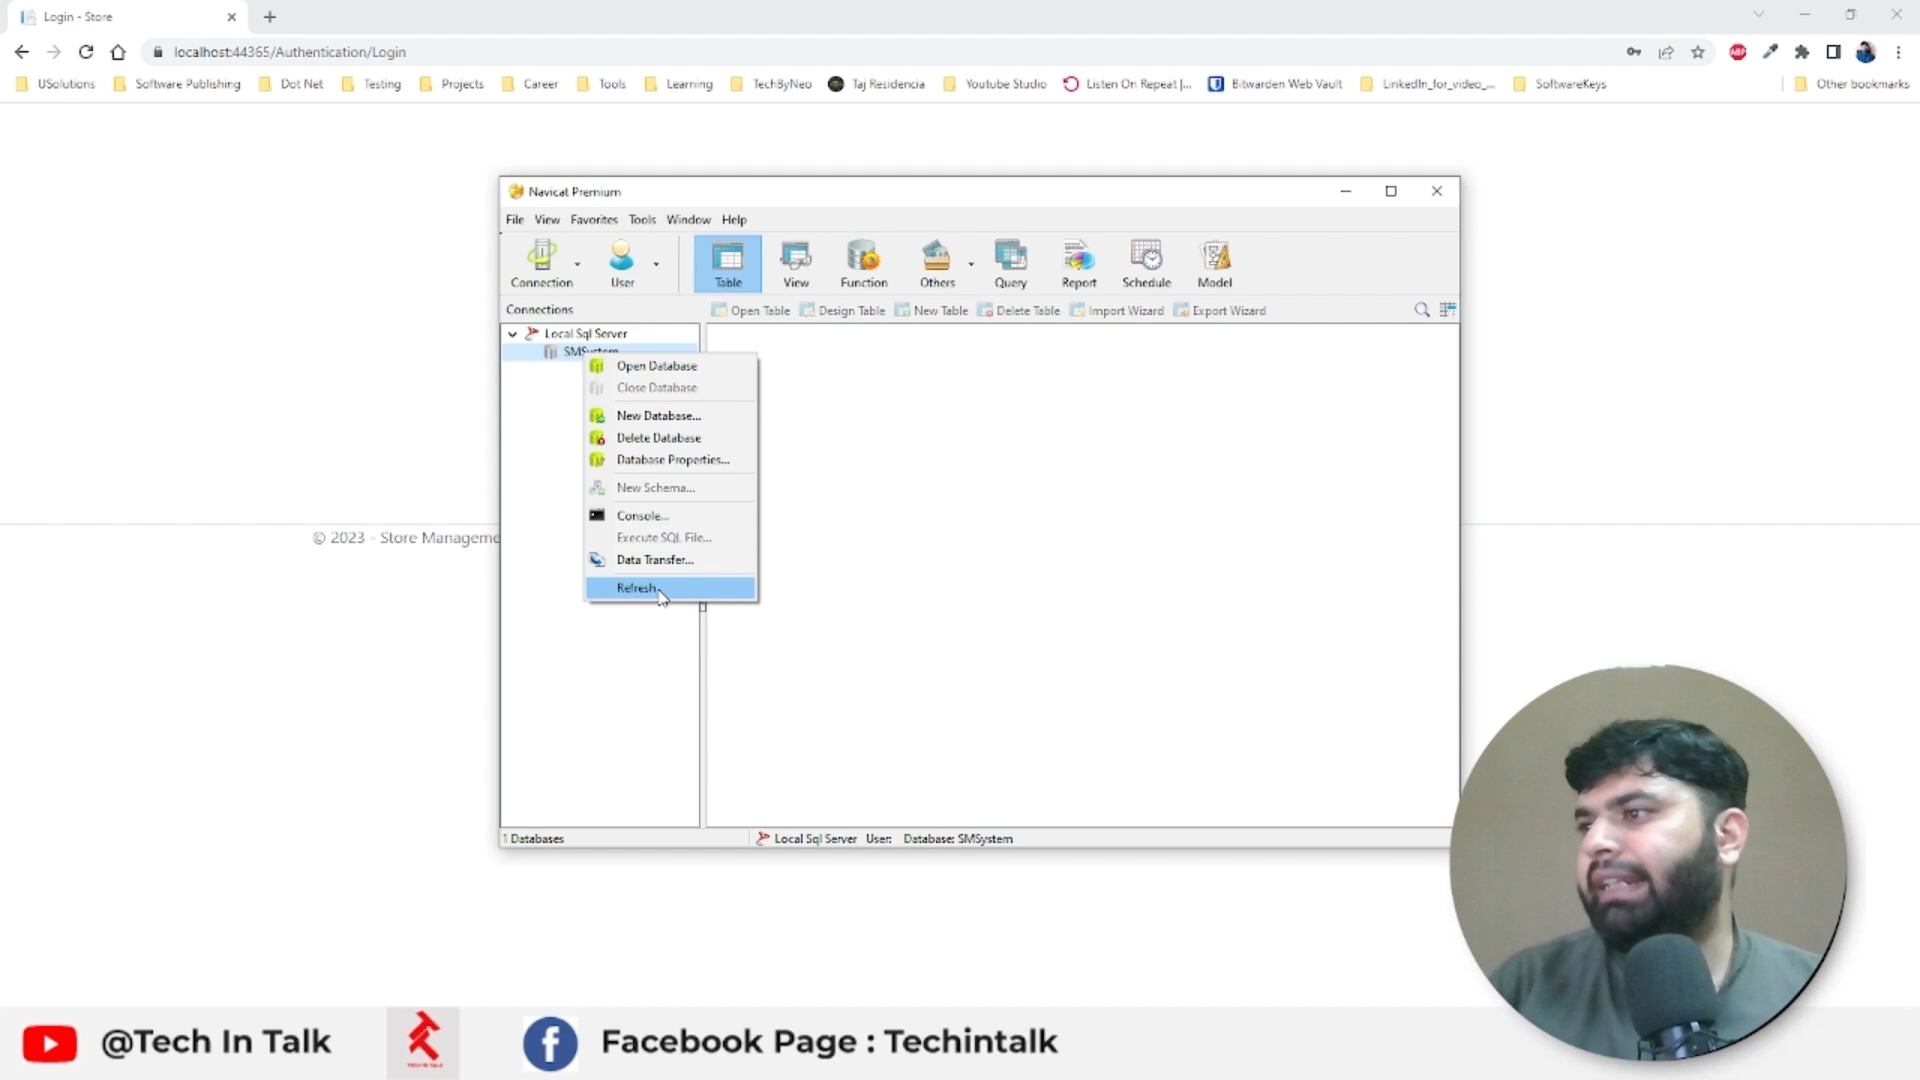 Login - Store
localhost:44365/Authentication/Login
ABP
USolutions
Software Publishing
Dot Net
Testing
Projects
Career
Tools
Learning
TechByNeo
Taj Residencia
Youtube Studio
Listen On Repeat |...
Bitwarden Web Vault
LinkedIn_for_video_...
SoftwareKeys
Other bookmarks
Navicat Premium
File View Favorites Tools Window Help
Connection
User
Table
View
Function
Others
Query
Report
Schedule
Model
Connections
Open Table
Design Table
New Table
Delete Table
Import Wizard
Export Wizard
Local Sql Server
SMSystem
Open Database
Close Database
New Database...
Delete Database
Database Properties...
New Schema...
Console...
Execute SQL File...
Data Transfer...
Refresh
© 2023 - Store Manageme
1 Databases
Local Sql Server User: Database: SMSystem
@Tech In Talk
TECH IN TALK
Facebook Page : Techintalk